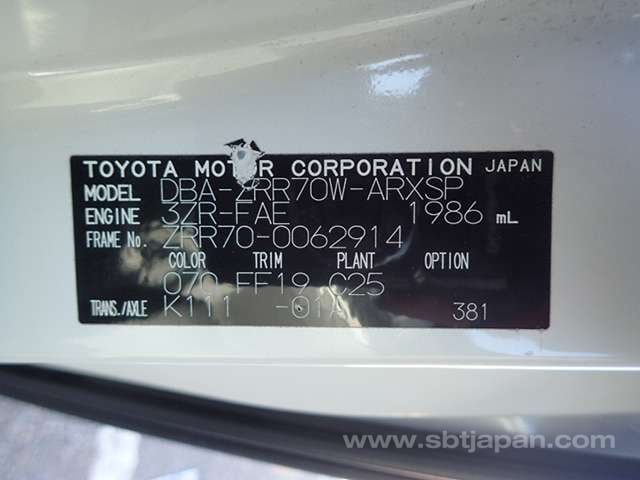 TOYOTA MOTOR CORPORATION JAPAN
MODEL DBA-ZRR70W-ARXSP
ENGINE 3ZR-FAE 1986 mL
FRAME No. ZRR70-0062914
COLOR TRIM PLANT OPTION
070 FF19 C25
TRANS./AXLE K111 -01A 381
www.sbtjapan.com